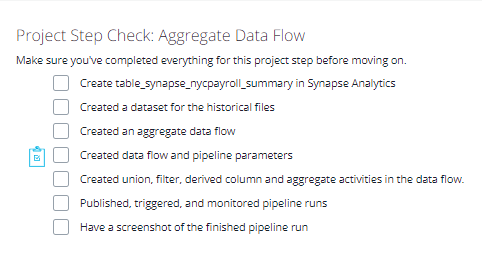 Project Step Check: Aggregate Data Flow
Make sure you've completed everything for this project step before moving on.
Create table_synapse_nycpayroll_summary in Synapse Analytics
Created a dataset for the historical files
Created an aggregate data flow
Created data flow and pipeline parameters
Created union, filter, derived column and aggregate activities in the data flow.
Published, triggered, and monitored pipeline runs
Have a screenshot of the finished pipeline run